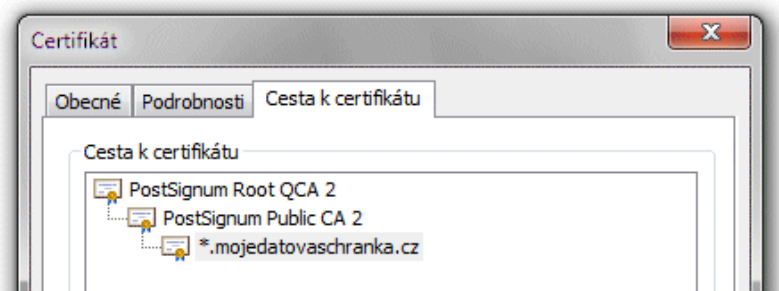 Certifikát
Obecné Podrobnosti Cesta k certifikátu
Cesta k certifikátu
PostSignum Root QCA 2
PostSignum Public CA 2
*.mojedatovaschranka.cz